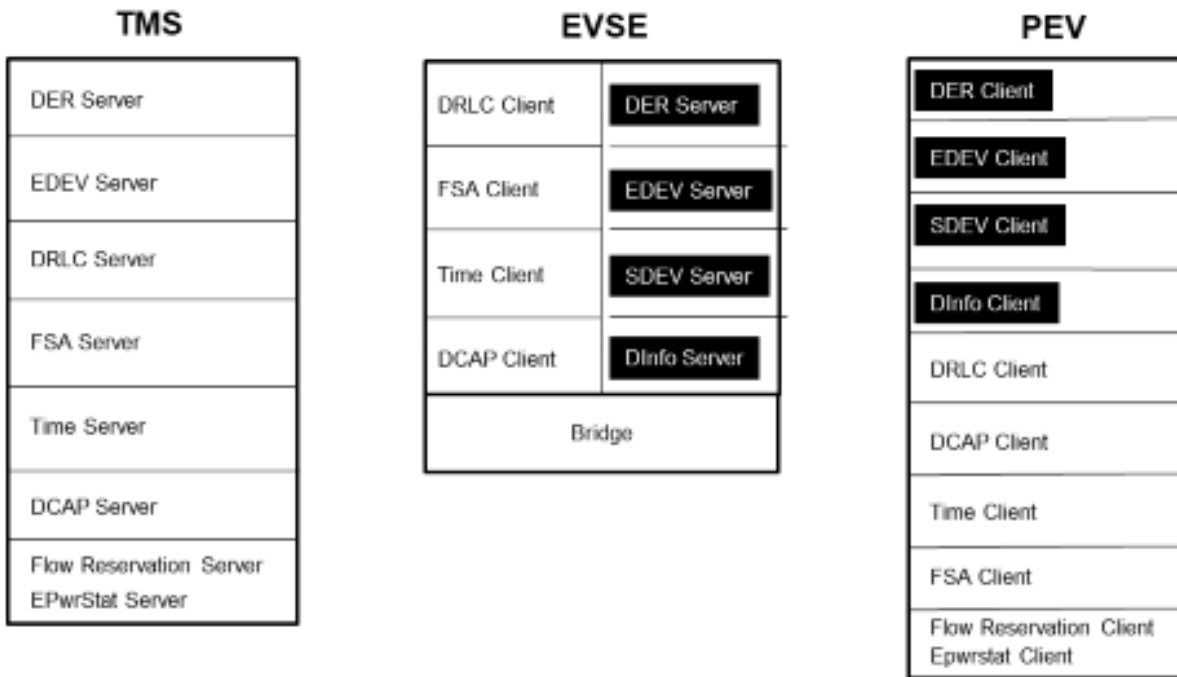 TMS
DER Server
EDEV Server
DRLC Server
FSA Server
Time Server
DCAP Server
Flow Reservation Server
EPwrStat Server
EVSE
DRLC Client
DER Server
FSA Client
EDEV Server
Time Client
SDEV Server
DCAP Client
DInfo Server
Bridge
PEV
DER Client
EDEV Client
SDEV Client
DInfo Client
DRLC Client
DCAP Client
Time Client
FSA Client
Flow Reservation Client
Epwrstat Client